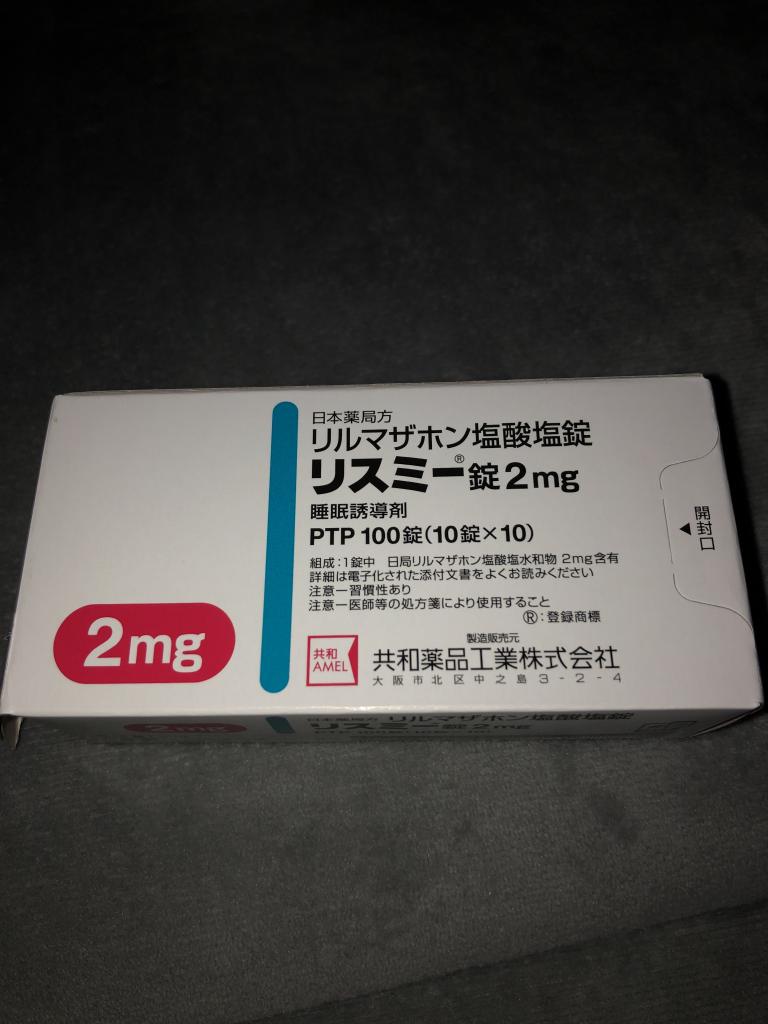 日本薬局方
リルマザホン塩酸塩錠
リスミー®錠2mg
睡眠誘導剤
PTP 100錠(10錠×10)
組成:1錠中 日局リルマザホン塩酸塩水和物 2mg含有
詳細は電子化された添付文書をよくお読みください
注意-習慣性あり
注意-医師等の処方箋により使用すること
®:登録商標
製造販売元
共和
AMEL
共和薬品工業株式会社
大阪市北区中之島3-2-4
2mg
開封口
2mg
日本薬局方 リルマザホン塩酸塩錠
リスミー錠2mg